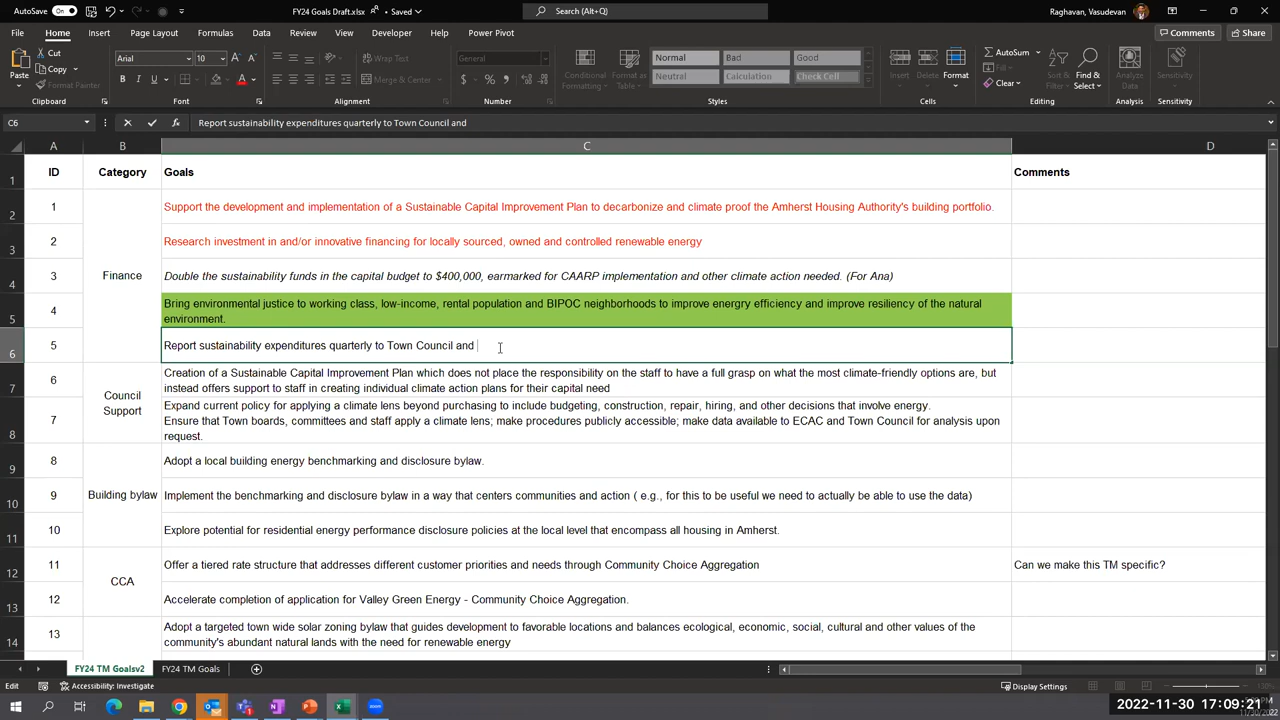 AutoSave On FY24 Goals Draft.xlsx Saved Search (Alt+Q) Raghavan, Vasudevan
File Home Insert Page Layout Formulas Data Review View Developer Help Power Pivot Comments Share
Paste Cut Copy Format Painter Clipboard
Arial 10 B I U Font
Wrap Text Merge & Center Alignment
General $ % Number
Conditional Formatting Format as Table
Normal Bad Good
Neutral Calculation Check Cell
Styles
Insert Delete Format Cells
AutoSum Fill Clear Sort & Filter Find & Select Editing
Analyze Data Analysis
Sensitivity Sensitivity
C6 fx Report sustainability expenditures quarterly to Town Council and
A B C D
1 ID Category Goals Comments
2 1 Support the development and implementation of a Sustainable Capital Improvement Plan to decarbonize and climate proof the Amherst Housing Authority's building portfolio.
3 2 Research investment in and/or innovative financing for locally sourced, owned and controlled renewable energy
4 3 Finance Double the sustainability funds in the capital budget to $400,000, earmarked for CAARP implementation and other climate action needed. (For Ana)
5 4 Bring environmental justice to working class, low-income, rental population and BIPOC neighborhoods to improve energry efficiency and improve resiliency of the natural
environment.
6 5 Report sustainability expenditures quarterly to Town Council and
7 6 Creation of a Sustainable Capital Improvement Plan which does not place the responsibility on the staff to have a full grasp on what the most climate-friendly options are, but
instead offers support to staff in creating individual climate action plans for their capital need
Council Support
8 7 Expand current policy for applying a climate lens beyond purchasing to include budgeting, construction, repair, hiring, and other decisions that involve energy.
Ensure that Town boards, committees and staff apply a climate lens; make procedures publicly accessible; make data available to ECAC and Town Council for analysis upon
request.
9 8 Adopt a local building energy benchmarking and disclosure bylaw.
10 9 Building bylaw Implement the benchmarking and disclosure bylaw in a way that centers communities and action ( e.g., for this to be useful we need to actually be able to use the data)
11 10 Explore potential for residential energy performance disclosure policies at the local level that encompass all housing in Amherst.
12 11 Offer a tiered rate structure that addresses different customer priorities and needs through Community Choice Aggregation Can we make this TM specific?
CCA
13 12 Accelerate completion of application for Valley Green Energy - Community Choice Aggregation.
14 13 Adopt a targeted town wide solar zoning bylaw that guides development to favorable locations and balances ecological, economic, social, cultural and other values of the
community's abundant natural lands with the need for renewable energy
FY24 TM Goalsv2 FY24 TM Goals
Edit Accessibility: Investigate Display Settings
2022-11-30 17:09:21